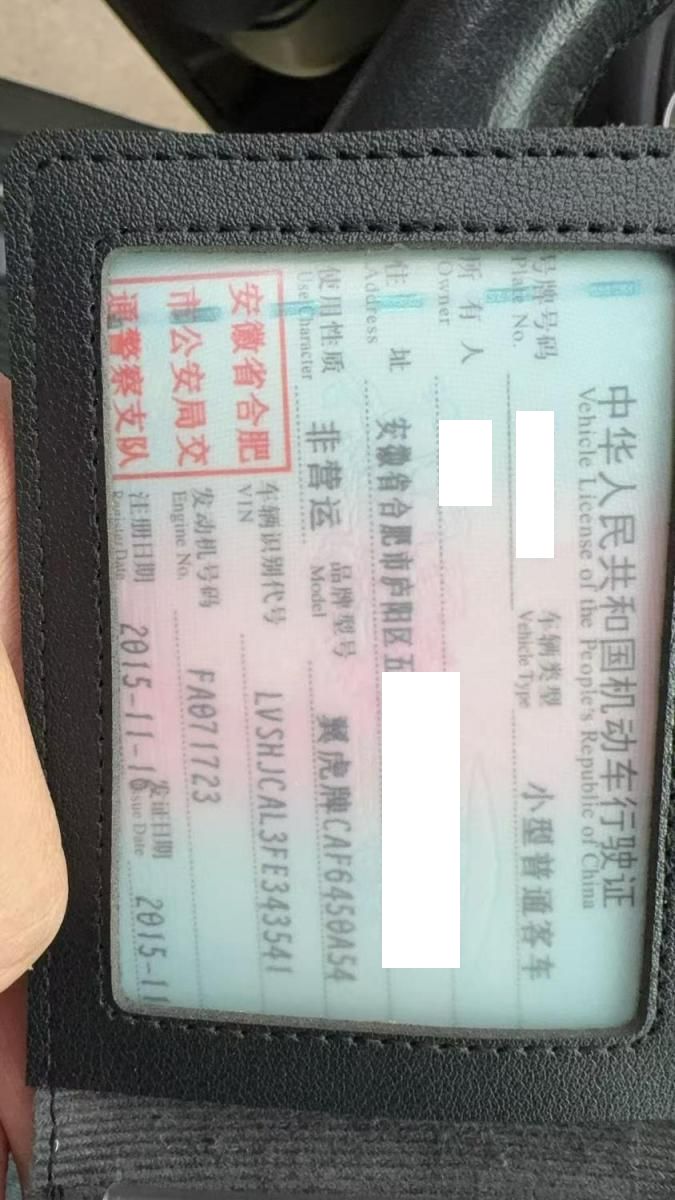 中华人民共和国机动车行驶证
Vehicle License of the People's Republic of China
号牌号码
Plate No.
车辆类型 小型普通客车
Vehicle Type
所有人
Owner
住址 安徽省合肥市庐阳区五
Address
使用性质 非营运 品牌型号 翼虎牌CAF6450A54
Use Character Model
安徽省合肥
市公安局交
通警察支队
车辆识别代号 LVSHJCAL3FE343541
VIN
发动机号码 FA071723
Engine No.
注册日期 2015-11-16 发证日期 2015-11
Register Date Issue Date